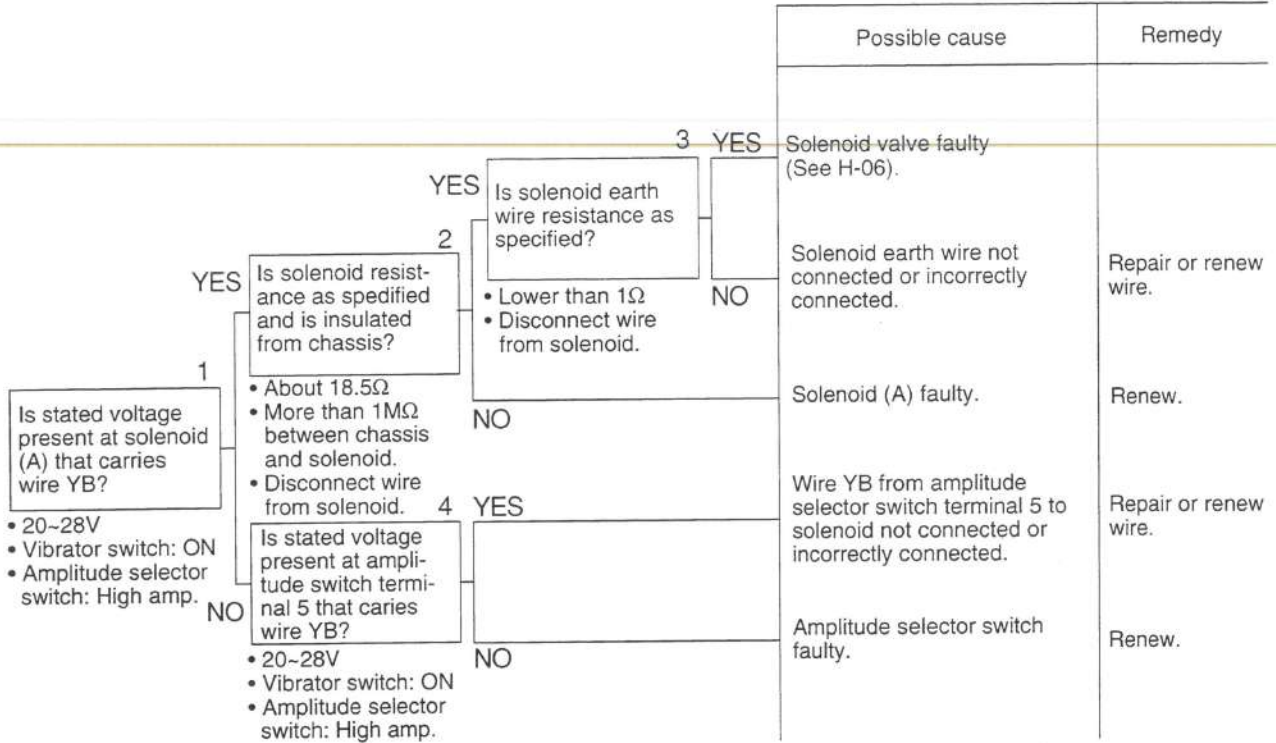 Possible cause
Remedy
1
Is stated voltage
present at solenoid
(A) that carries
wire YB?
• 20~28V
• Vibrator switch: ON
• Amplitude selector
switch: High amp.
YES
2
Is solenoid resist-
ance as spedified
and is insulated
from chassis?
• About 18.5Ω
• More than 1MΩ
between chassis
and solenoid.
• Disconnect wire
from solenoid.
YES
3
Is solenoid earth
wire resistance as
specified?
• Lower than 1Ω
• Disconnect wire
from solenoid.
YES
Solenoid valve faulty
(See H-06).
NO
Solenoid earth wire not
connected or incorrectly
connected.
Repair or renew
wire.
NO
Solenoid (A) faulty.
Renew.
NO
4
Is stated voltage
present at ampli-
tude switch termi-
nal 5 that caries
wire YB?
• 20~28V
• Vibrator switch: ON
• Amplitude selector
switch: High amp.
YES
Wire YB from amplitude
selector switch terminal 5 to
solenoid not connected or
incorrectly connected.
Repair or renew
wire.
NO
Amplitude selector switch
faulty.
Renew.